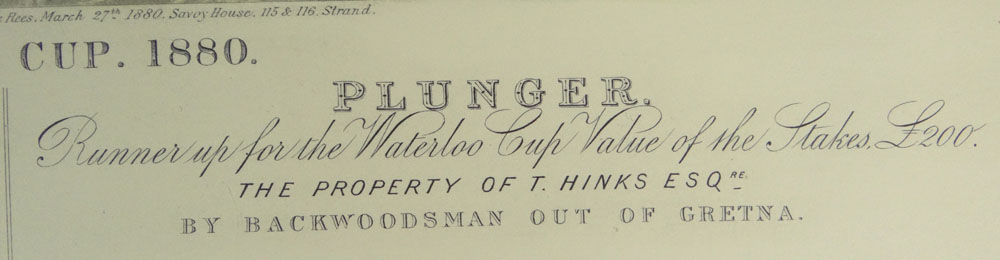 Rees, March 27th 1880, Savoy House, 115 & 116, Strand.
CUP. 1880.
PLUNGER.
Runner up for the Waterloo Cup Value of the Stakes, £200.
THE PROPERTY OF T. HINKS ESQRE.
BY BACKWOODSMAN OUT OF GRETNA.